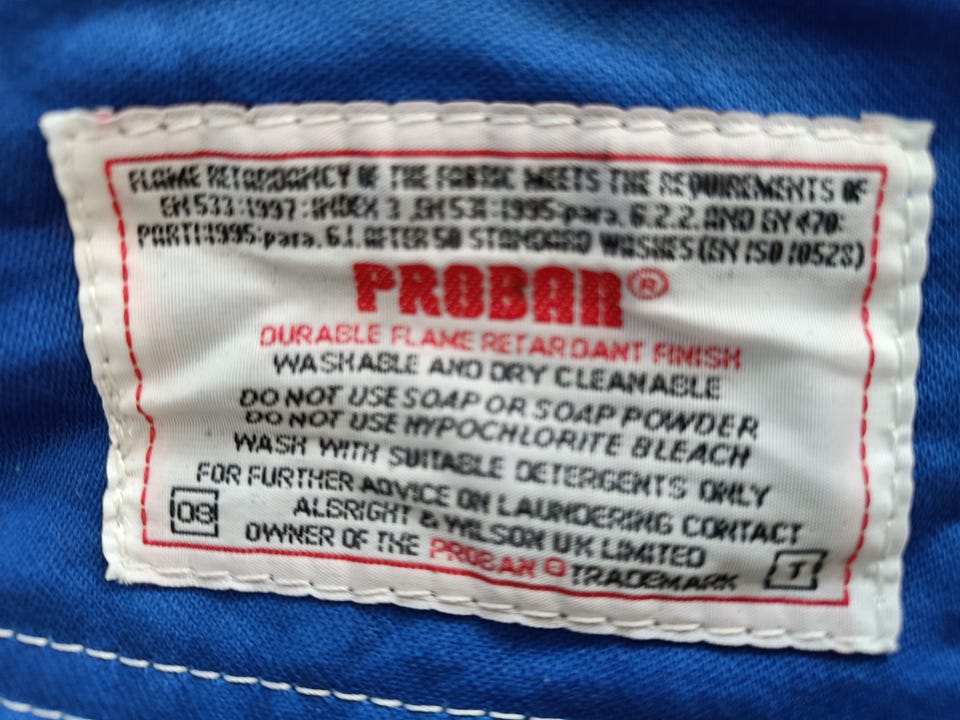 FLAME RETARDANCY OF THE FABRIC MEETS THE REQUIREMENTS OF
EN 533:1997:INDEX 3 ,EN 531:1995-para. 6.2.2. AND EN 470-
PART1:1995-para. 6.1. AFTER 50 STANDARD WASHES (EN ISO 10528)
PROBAN®
DURABLE FLAME RETARDANT FINISH
WASHABLE AND DRY CLEANABLE
DO NOT USE SOAP OR SOAP POWDER
DO NOT USE HYPOCHLORITE BLEACH
WASH WITH SUITABLE DETERGENTS ONLY
FOR FURTHER ADVICE ON LAUNDERING CONTACT
ALBRIGHT & WILSON UK LIMITED
OWNER OF THE PROBAN ® TRADEMARK
T